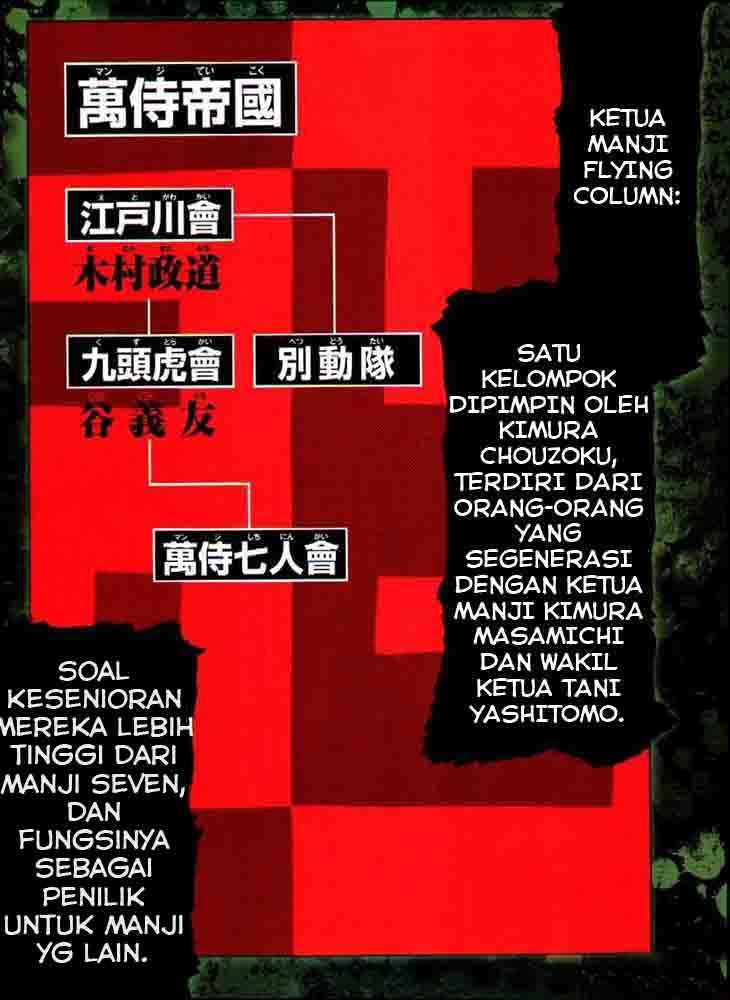 萬侍帝國
江戸川會
木村政道
九頭虎會
別動隊
谷義友
萬侍七人會
KETUA
MANJI
FLYING
COLUMN:
SATU
KELOMPOK
DIPIMPIN OLEH
KIMURA
CHOUZOKU,
TERDIRI DARI
ORANG-ORANG
YANG
SEGENERASI
DENGAN KETUA
MANJI KIMURA
MASAMICHI
DAN WAKIL
KETUA TANI
YASHITOMO.
SOAL
KESENIORAN
MEREKA LEBIH
TINGGI DARI
MANJI SEVEN,
DAN
FUNGSINYA
SEBAGAI
PENILIK
UNTUK MANJI
YG LAIN.